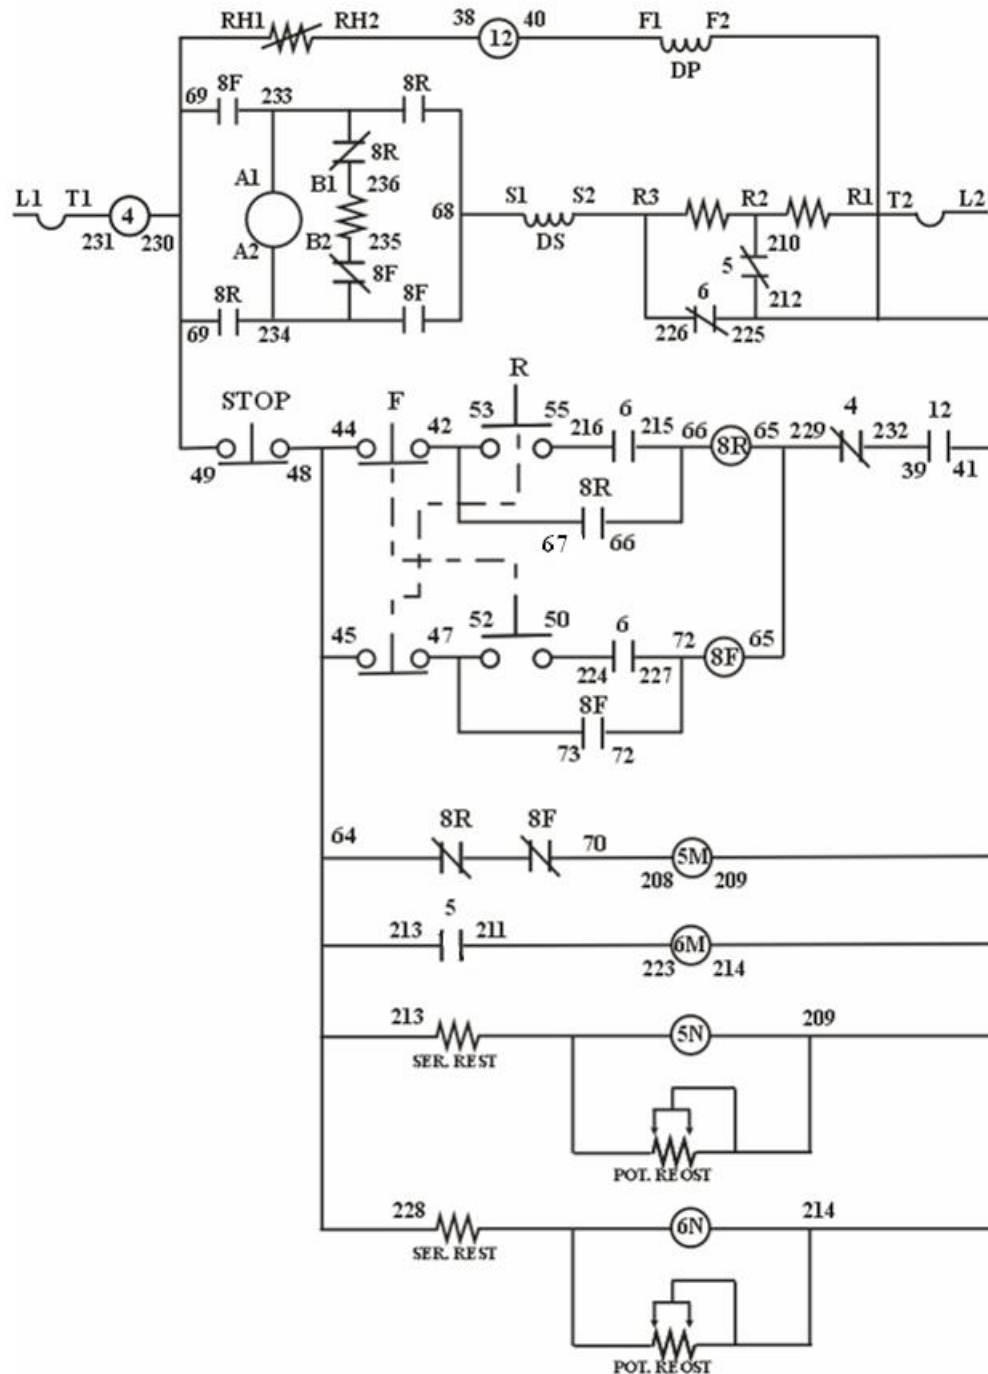 RH1 RH2 38 12 40 F1 F2
DP
69 8F 233 8R
8R
A1 B1 236
L1 T1 4 68 S1 S2 R3 R2 R1 T2 L2
231 230 A2 B2 235 DS 210
8F 5
8R 8F 6 212
69 234 226 225
R
STOP F
44 42 53 55 6 4 12
216 215 66 8R 65 229 232
49 48 39 41
8R
67 66
45 47 52 50 6 72 8F 65
224 227
8F
73 72
8R 8F
64 70 5M
208 209
5
213 211 6M
223 214
213 5N 209
SER. REST
POT. REOST
228 6N 214
SER. REST
POT. REOST